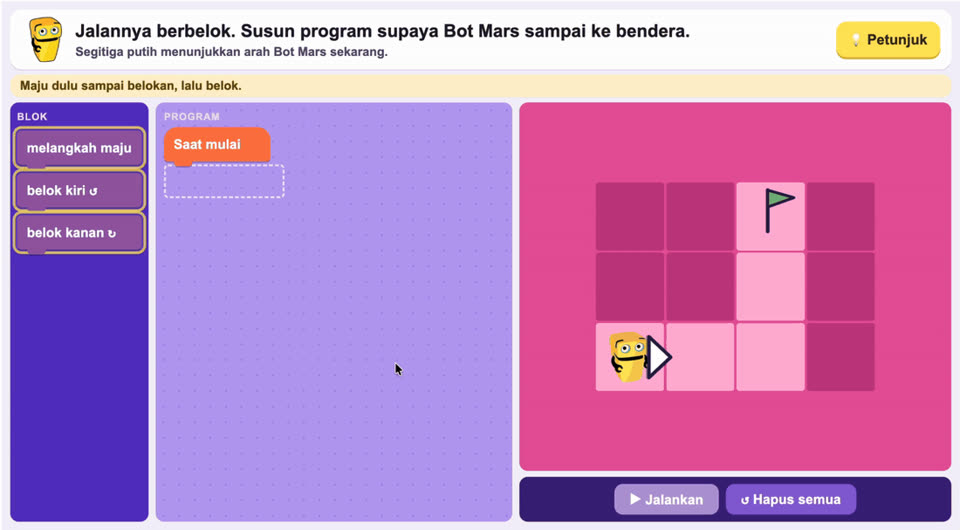 Jalannya berbelok. Susun program supaya Bot Mars sampai ke bendera.
Segitiga putih menunjukkan arah Bot Mars sekarang.
Petunjuk
Maju dulu sampai belokan, lalu belok.
BLOK
melangkah maju
belok kiri ↺
belok kanan ↻
PROGRAM
Saat mulai
▶ Jalankan
↺ Hapus semua